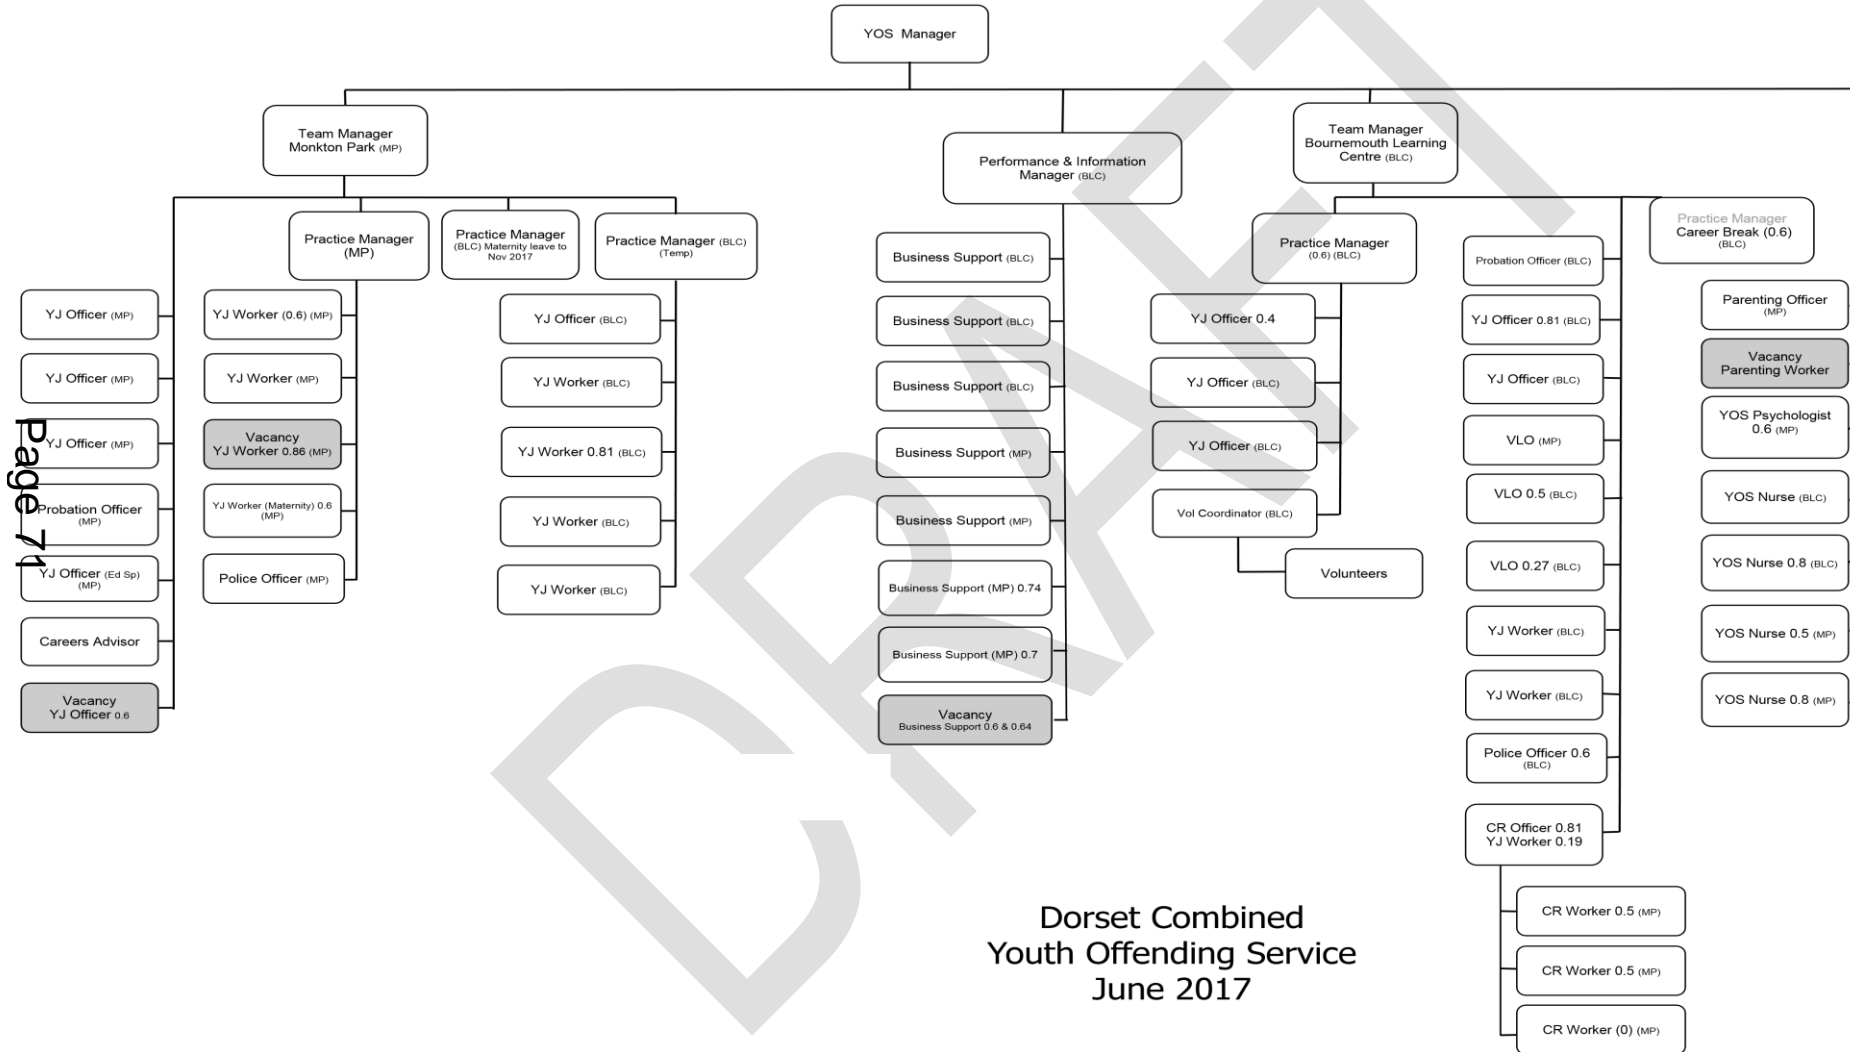 YOS Manager
Team Manager
Monkton Park (MP)
Performance & Information
Manager (BLC)
Team Manager
Bournemouth Learning
Centre (BLC)
Practice Manager
(MP)
Practice Manager
(BLC) Maternity leave to
Nov 2017
Practice Manager (BLC)
(Temp)
Practice Manager
(0.6) (BLC)
Practice Manager
Career Break (0.6)
(BLC)
YJ Officer (MP)
YJ Officer (MP)
YJ Officer (MP)
Probation Officer
(MP)
YJ Officer (Ed Sp)
(MP)
Careers Advisor
Vacancy
YJ Officer 0.6
YJ Worker (0.6) (MP)
YJ Worker (MP)
Vacancy
YJ Worker 0.86 (MP)
YJ Worker (Maternity) 0.6
(MP)
Police Officer (MP)
YJ Officer (BLC)
YJ Worker (BLC)
YJ Worker 0.81 (BLC)
YJ Worker (BLC)
YJ Worker (BLC)
Business Support (BLC)
Business Support (BLC)
Business Support (BLC)
Business Support (MP)
Business Support (MP)
Business Support (MP) 0.74
Business Support (MP) 0.7
Vacancy
Business Support 0.6 & 0.64
YJ Officer 0.4
YJ Officer (BLC)
YJ Officer (BLC)
Vol Coordinator (BLC)
Volunteers
Probation Officer (BLC)
YJ Officer 0.81 (BLC)
YJ Officer (BLC)
VLO (MP)
VLO 0.5 (BLC)
VLO 0.27 (BLC)
YJ Worker (BLC)
YJ Worker (BLC)
Police Officer 0.6
(BLC)
CR Officer 0.81
YJ Worker 0.19
CR Worker 0.5 (MP)
CR Worker 0.5 (MP)
CR Worker (0) (MP)
Parenting Officer
(MP)
Vacancy
Parenting Worker
YOS Psychologist
0.6 (MP)
YOS Nurse (BLC)
YOS Nurse 0.8 (BLC)
YOS Nurse 0.5 (MP)
YOS Nurse 0.8 (MP)
Dorset Combined
Youth Offending Service
June 2017
Page 71
DRAFT